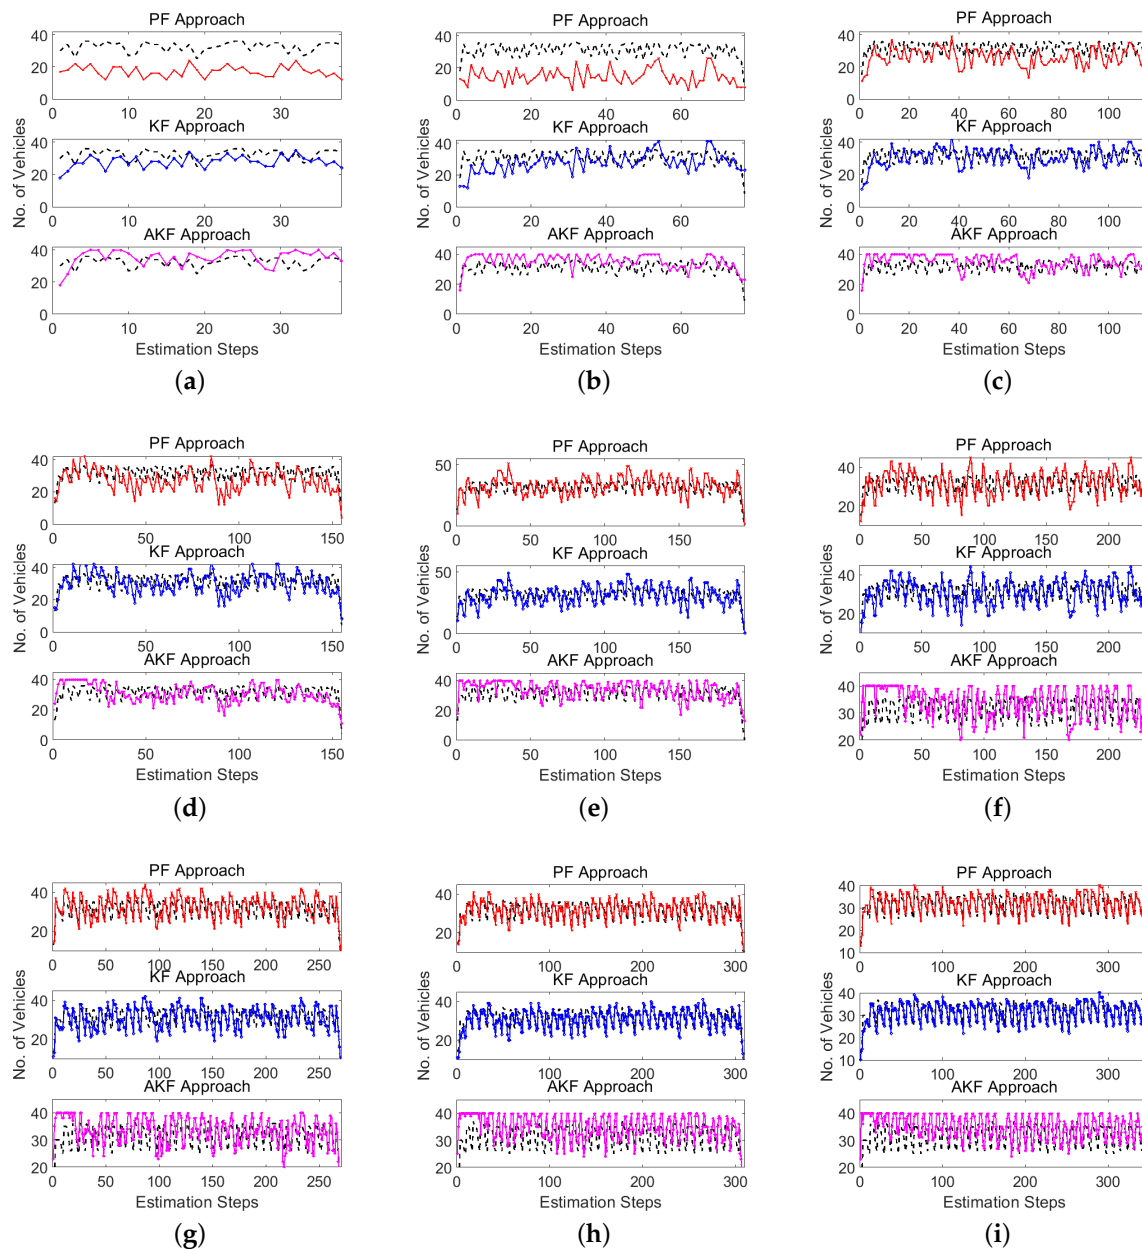 PF Approach
40
20
0
0 10 20 30
KF Approach
40
20
0
0 10 20 30
AKF Approach
40
20
0
0 10 20 30
No. of Vehicles
Estimation Steps
(a)
PF Approach
40
20
0
0 20 40 60
KF Approach
40
20
0
0 20 40 60
AKF Approach
40
20
0
0 20 40 60
No. of Vehicles
Estimation Steps
(b)
PF Approach
40
20
0
0 20 40 60 80 100
KF Approach
40
20
0
0 20 40 60 80 100
AKF Approach
40
20
0
0 20 40 60 80 100
No. of Vehicles
Estimation Steps
(c)
PF Approach
40
20
0
0 50 100 150
KF Approach
40
20
0
0 50 100 150
AKF Approach
40
20
0
0 50 100 150
No. of Vehicles
Estimation Steps
(d)
PF Approach
50
0
0 50 100 150
KF Approach
50
0
0 50 100 150
AKF Approach
40
20
0
0 50 100 150
No. of Vehicles
Estimation Steps
(e)
PF Approach
40
20
0 50 100 150 200
KF Approach
40
20
0 50 100 150 200
AKF Approach
40
30
20
0 50 100 150 200
No. of Vehicles
Estimation Steps
(f)
PF Approach
40
20
0 50 100 150 200 250
KF Approach
40
20
0 50 100 150 200 250
AKF Approach
40
30
20
0 50 100 150 200 250
No. of Vehicles
Estimation Steps
(g)
PF Approach
40
20
0 100 200 300
KF Approach
40
20
0 100 200 300
AKF Approach
40
30
20
0 100 200 300
No. of Vehicles
Estimation Steps
(h)
PF Approach
40
30
20
10
0 100 200 300
KF Approach
40
30
20
10
0 100 200 300
AKF Approach
40
30
20
0 100 200 300
No. of Vehicles
Estimation Steps
(i)